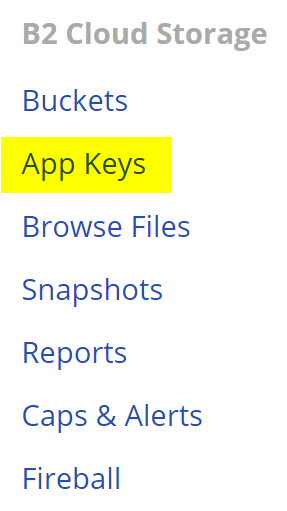 B2 Cloud Storage
Buckets
App Keys
Browse Files
Snapshots
Reports
Caps & Alerts
Fireball